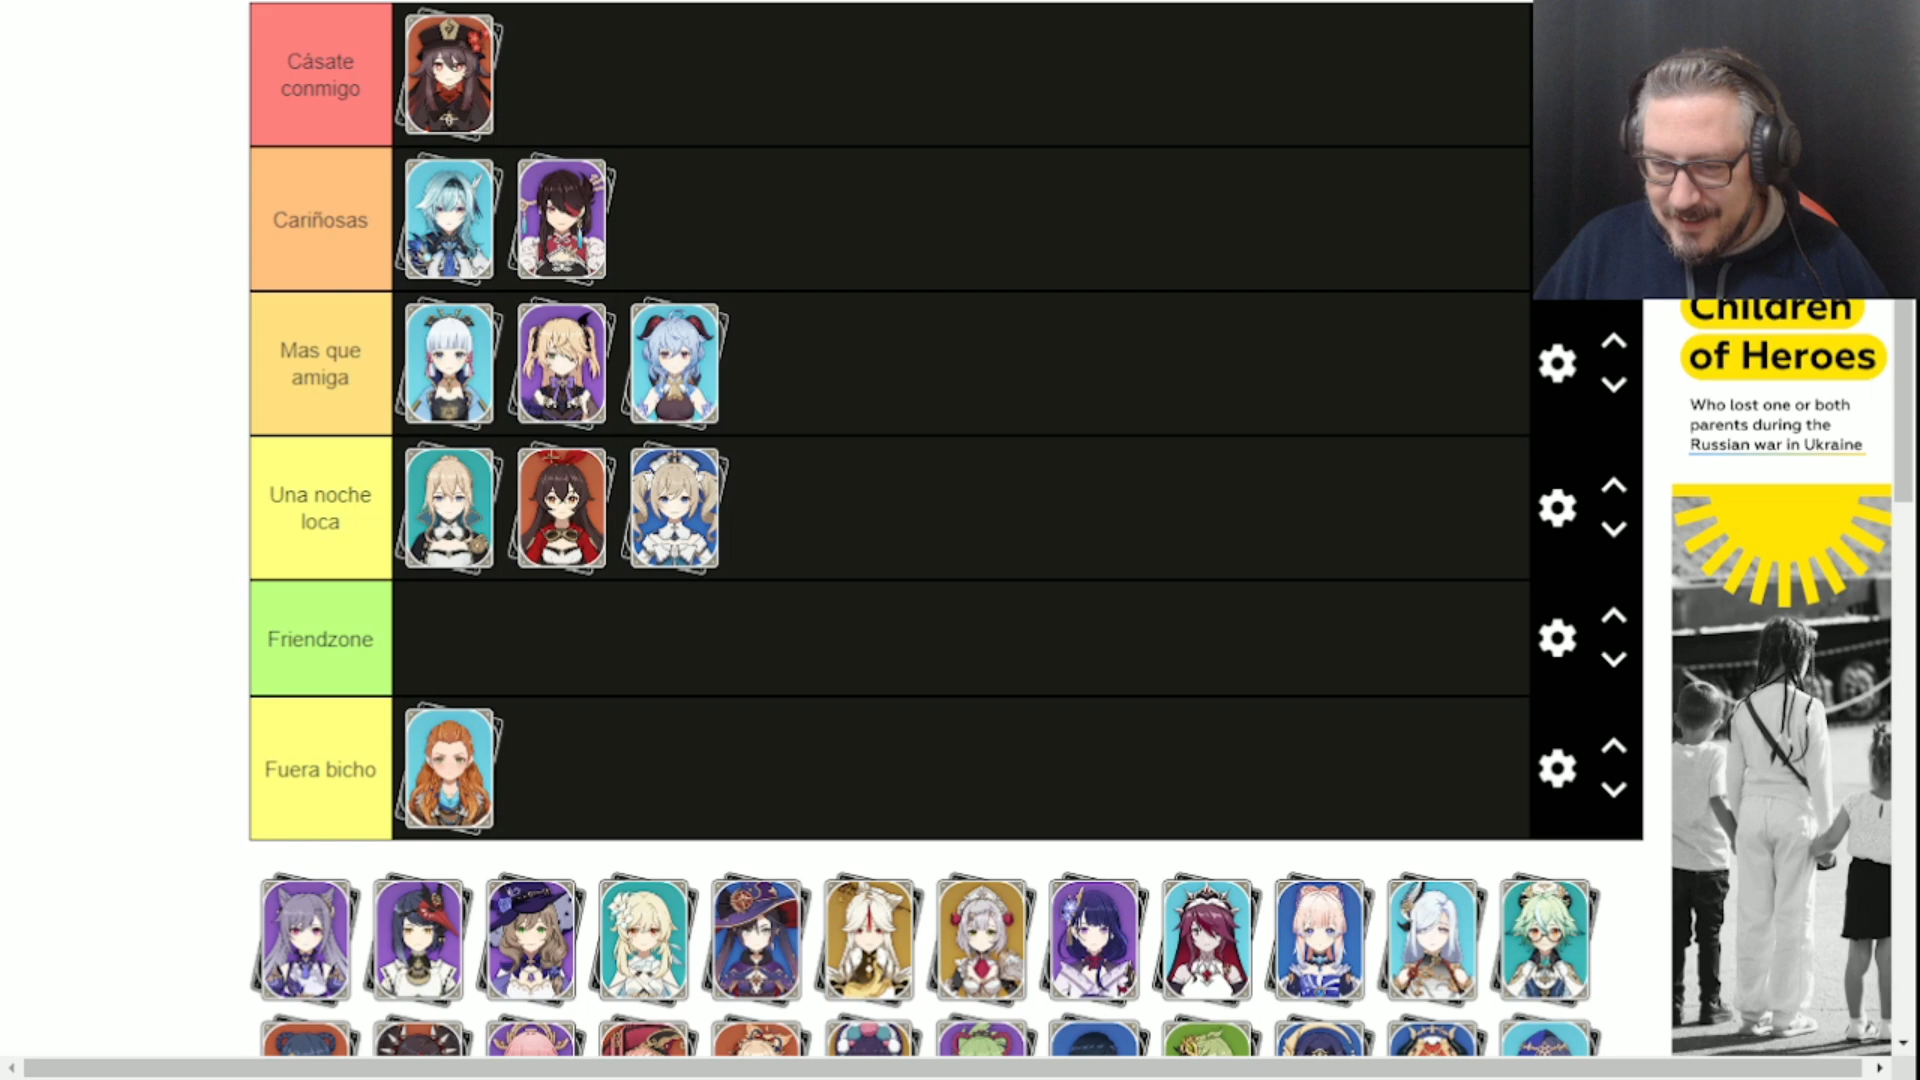 Cásate
conmigo
Cariñosas
Mas que
amiga
Una noche
loca
Friendzone
Fuera bicho
Children
of Heroes
Who lost one or both
parents during the
Russian war in Ukraine